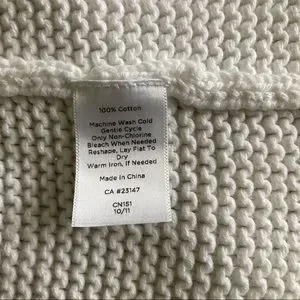 100% Cotton
Machine Wash Cold
Gentle Cycle
Only Non-Chlorine
Bleach When Needed
Reshape, Lay Flat To
Dry
Warm Iron, If Needed
Made in China
CA #23147
CN151
10/11